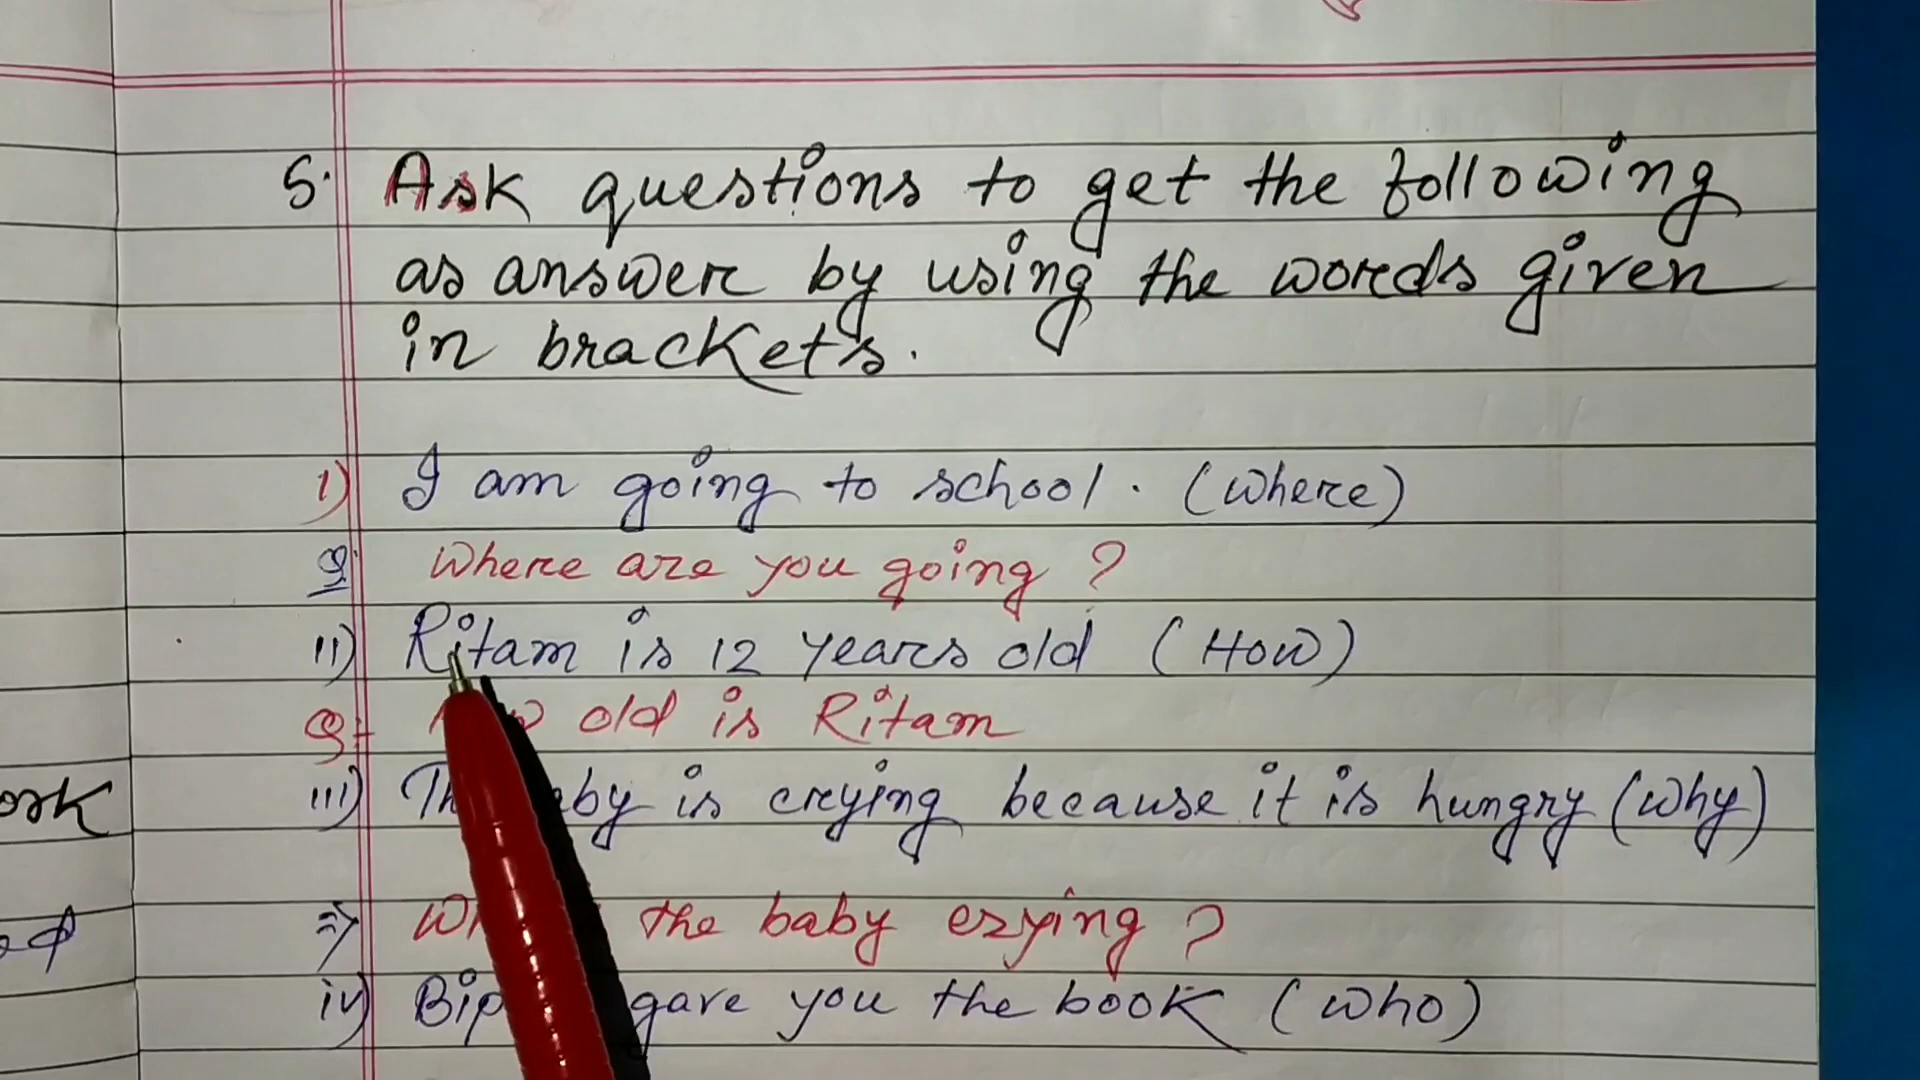 5. Ask questions to get the following
as answer by using the words given
in brackets.
i) I am going to school. (where)
Q. Where are you going ?
ii) Ritam is 12 years old (How)
Q:- old is Ritam
iii) is crying because it is hungry (why)
ork
⇒ the baby crying ?
iv) gave you the book (who)